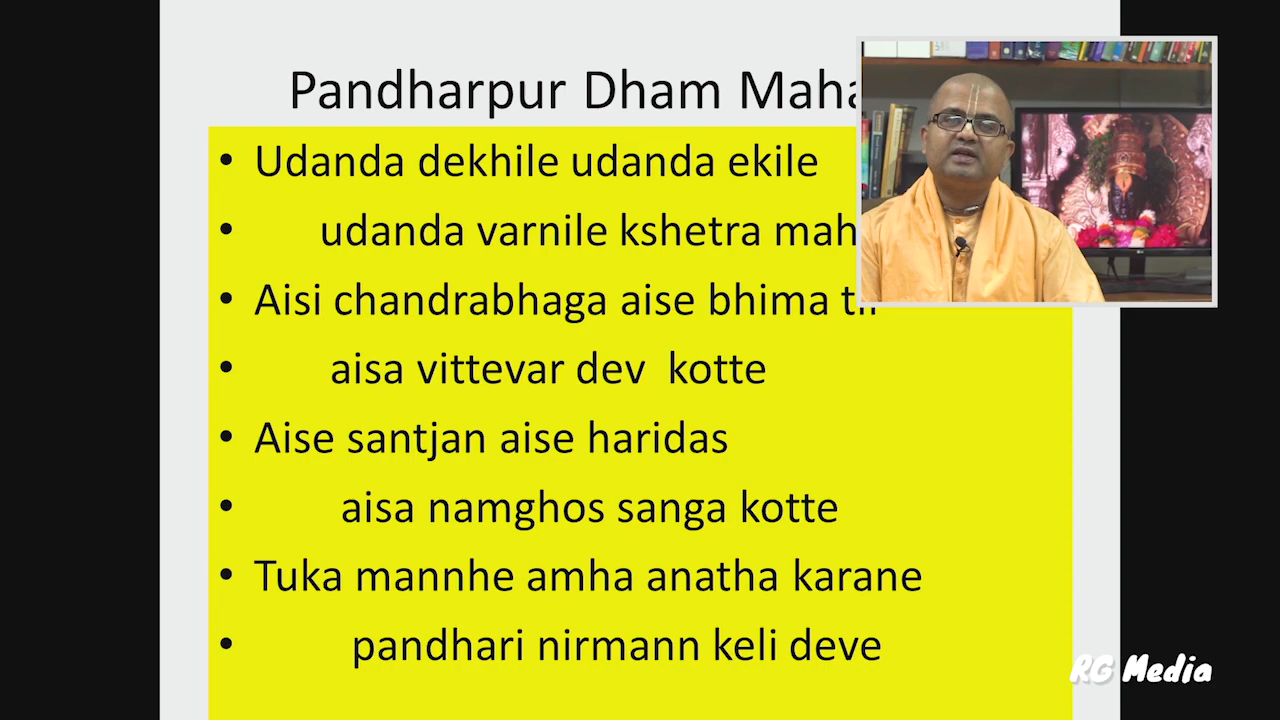 Pandharpur Dham Maha
• Udanda dekhile udanda ekile
• udanda varnile kshetra mah
• Aisi chandrabhaga aise bhima
• aisa vittevar dev kotte
• Aise santjan aise haridas
• aisa namghos sanga kotte
• Tuka mannhe amha anatha karane
• pandhari nirmann keli deve
RG Media